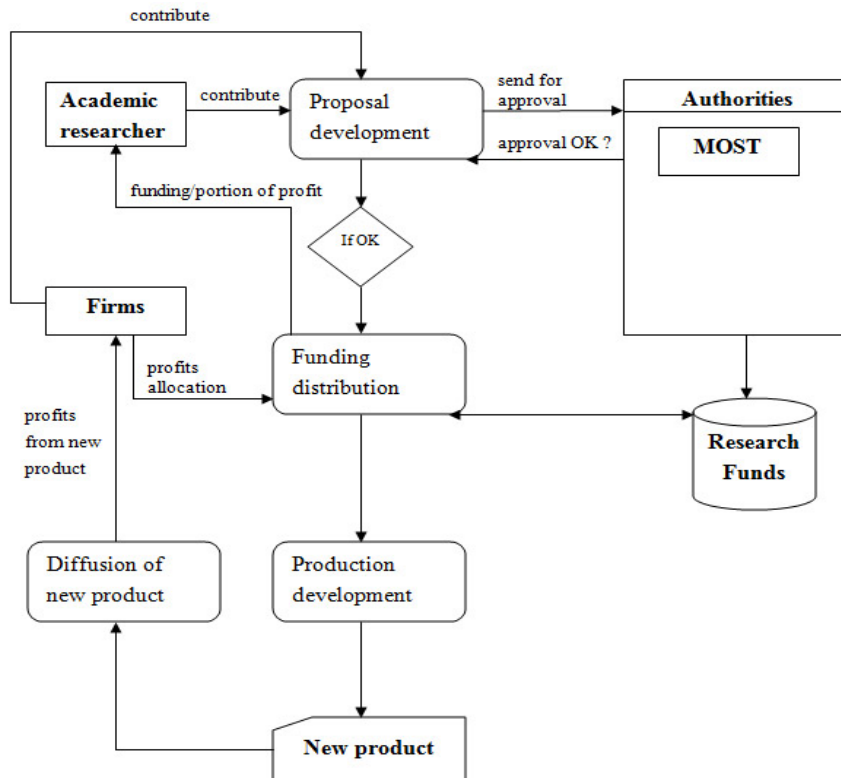 contribute
Academic
researcher
contribute
Proposal
development
send for
approval
approval OK ?
Authorities
MOST
funding/portion of profit
If OK
Firms
profits
allocation
Funding
distribution
profits
from new
product
Research
Funds
Diffusion of
new product
Production
development
New product